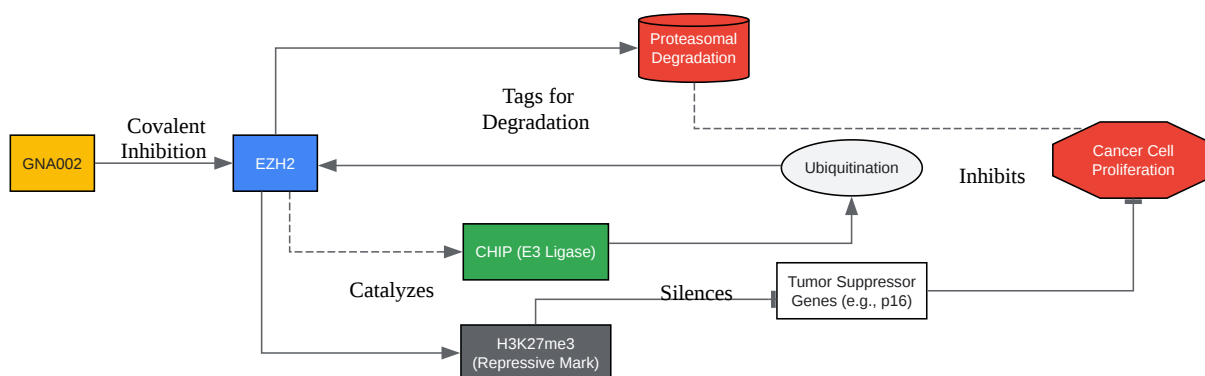 Proteasomal
Degradation
Tags for
Degradation
Covalent
Inhibition
GNA002
EZH2
Ubiquitination
Inhibits
Cancer Cell
Proliferation
CHIP (E3 Ligase)
Catalyzes
Silences
Tumor Suppressor
Genes (e.g., p16)
H3K27me3
(Repressive Mark)